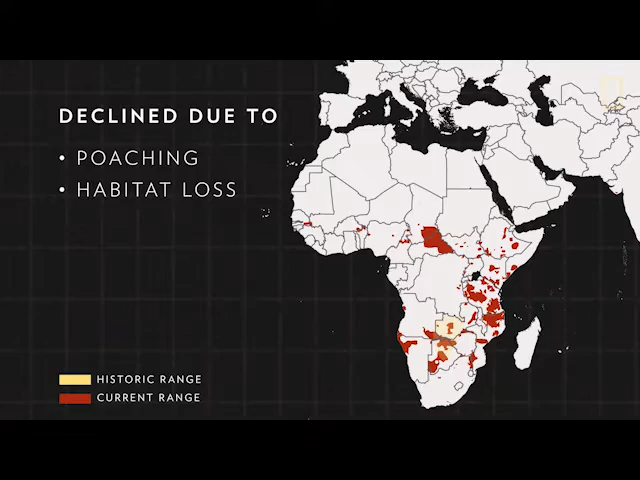 DECLINED DUE TO
• POACHING
• HABITAT LOSS
HISTORIC RANGE
CURRENT RANGE